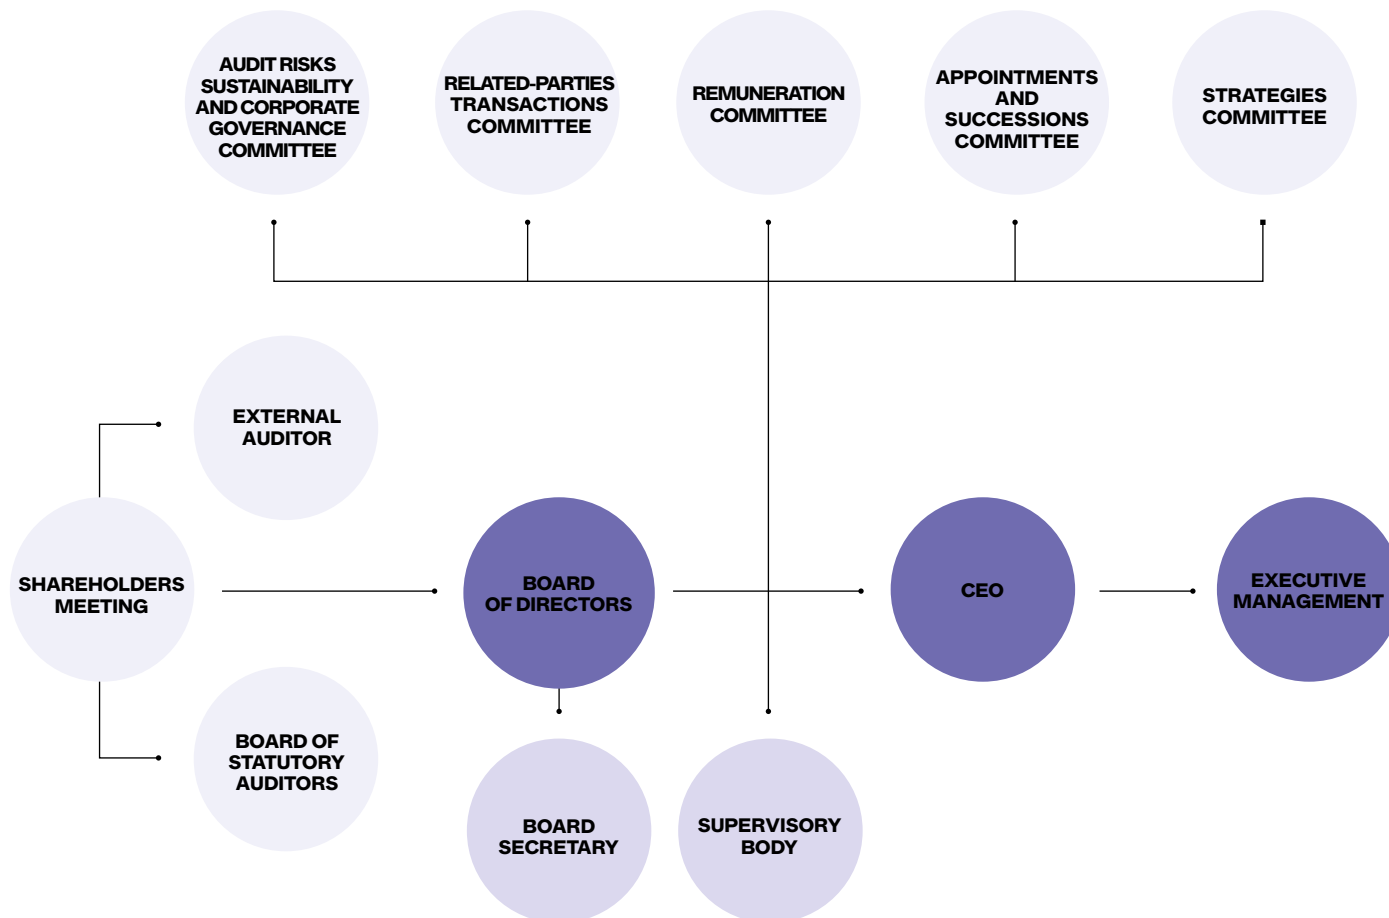 AUDIT RISKS
SUSTAINABILITY
AND CORPORATE
GOVERNANCE
COMMITTEE
RELATED-PARTIES
TRANSACTIONS
COMMITTEE
REMUNERATION
COMMITTEE
APPOINTMENTS
AND
SUCCESSIONS
COMMITTEE
STRATEGIES
COMMITTEE
EXTERNAL
AUDITOR
SHAREHOLDERS
MEETING
BOARD
OF DIRECTORS
CEO
EXECUTIVE
MANAGEMENT
BOARD OF
STATUTORY
AUDITORS
BOARD
SECRETARY
SUPERVISORY
BODY